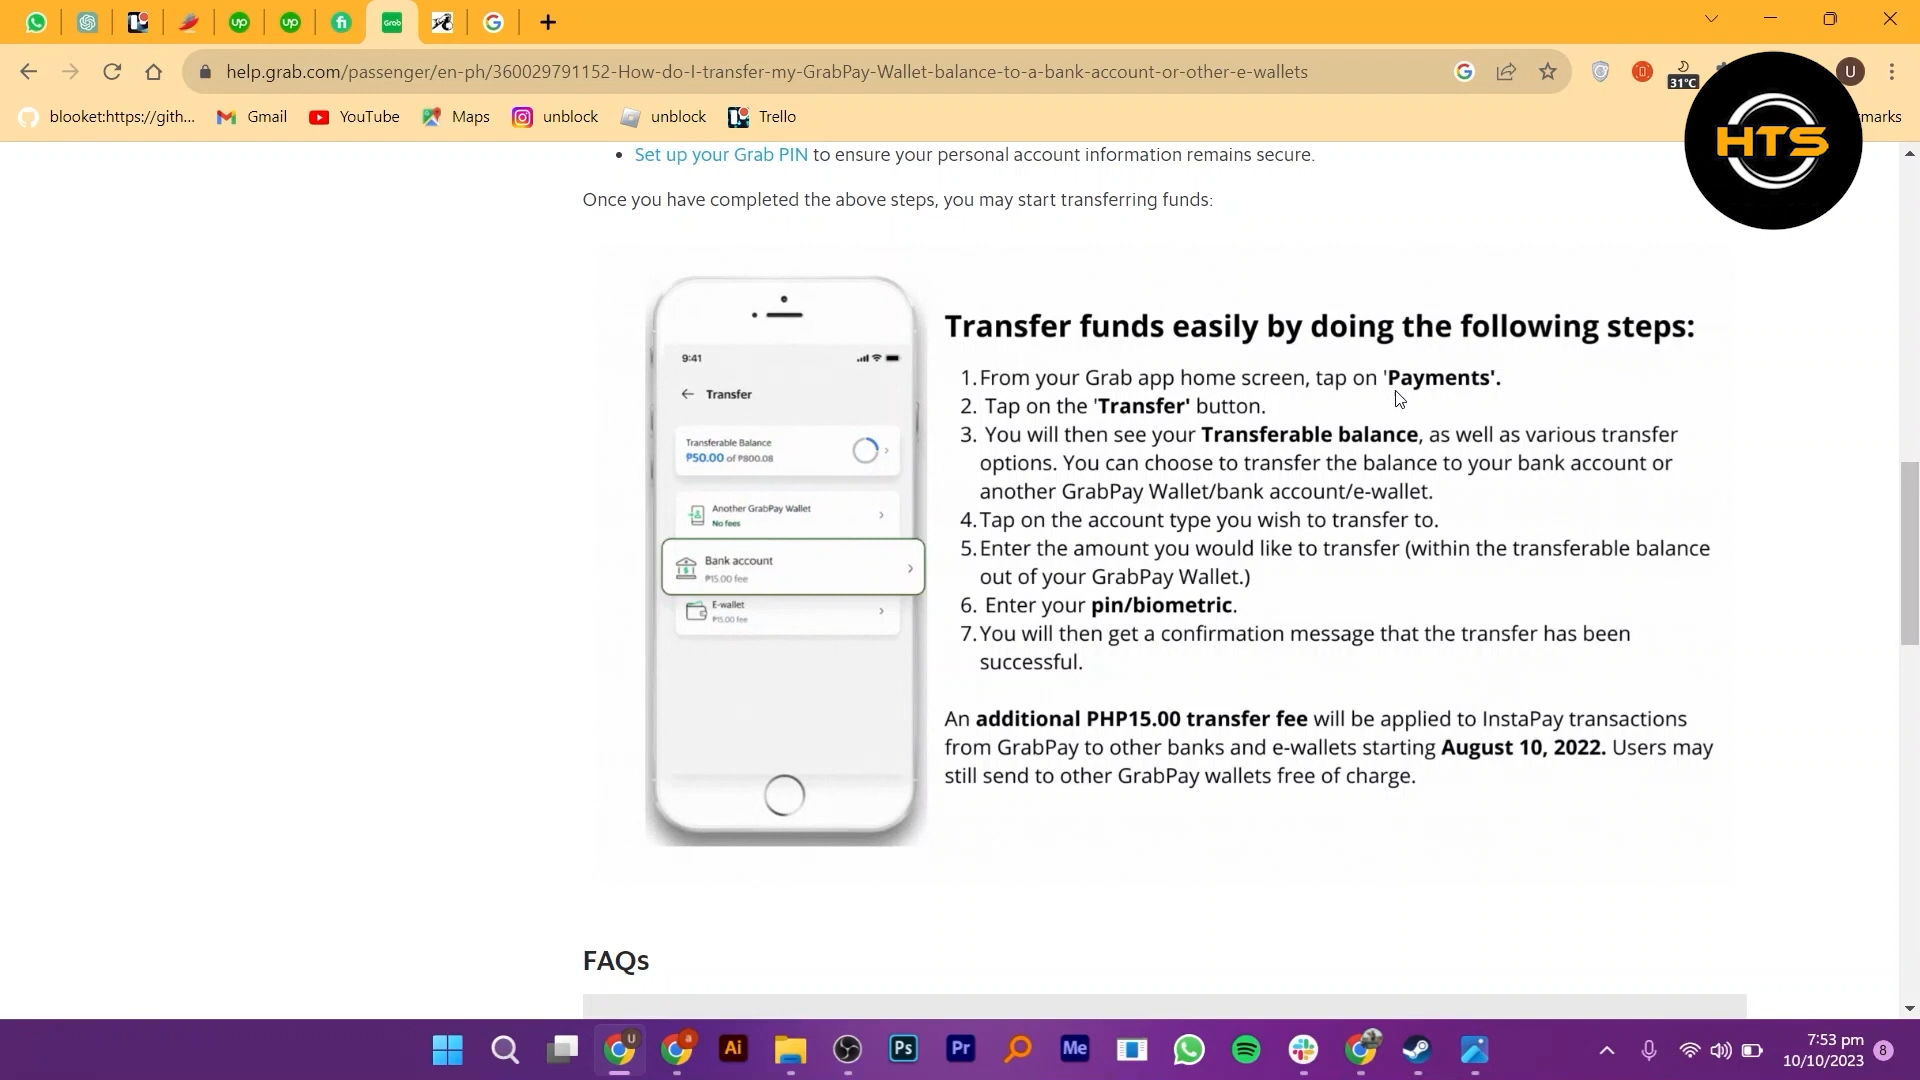 up
up
fi
Grab
help.grab.com/passenger/en-ph/360029791152-How-do-I-transfer-my-GrabPay-Wallet-balance-to-a-bank-account-or-other-e-wallets
31°C
U
blooket:https://gith...
Gmail
YouTube
Maps
unblock
unblock
Trello
marks
HTS
• Set up your Grab PIN to ensure your personal account information remains secure.
Once you have completed the above steps, you may start transferring funds:
9:41
Transfer
Transferable Balance
₱50.00 of ₱800.08
Another GrabPay Wallet
No fees
Bank account
₱15.00 fee
E-wallet
₱15.00 fee
Transfer funds easily by doing the following steps:
1. From your Grab app home screen, tap on 'Payments'.
2. Tap on the 'Transfer' button.
3. You will then see your Transferable balance, as well as various transfer
options. You can choose to transfer the balance to your bank account or
another GrabPay Wallet/bank account/e-wallet.
4. Tap on the account type you wish to transfer to.
5. Enter the amount you would like to transfer (within the transferable balance
out of your GrabPay Wallet.)
6. Enter your pin/biometric.
7. You will then get a confirmation message that the transfer has been
successful.
An additional PHP15.00 transfer fee will be applied to InstaPay transactions
from GrabPay to other banks and e-wallets starting August 10, 2022. Users may
still send to other GrabPay wallets free of charge.
FAQs
U
a
Ai
Ps
Pr
Me
7:53 pm
10/10/2023
8